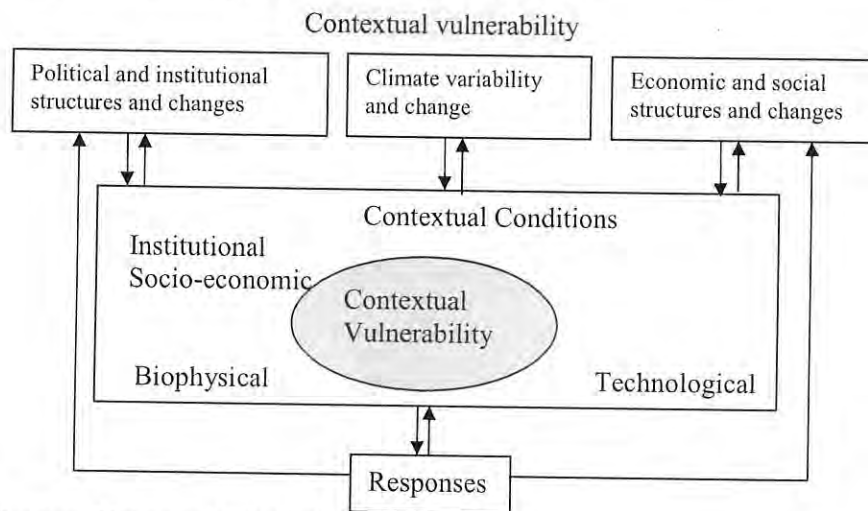 Contextual vulnerability
Political and institutional
structures and changes
Climate variability
and change
Economic and social
structures and changes
Contextual Conditions
Institutional
Socio-economic
Contextual
Vulnerability
Biophysical
Technological
Responses